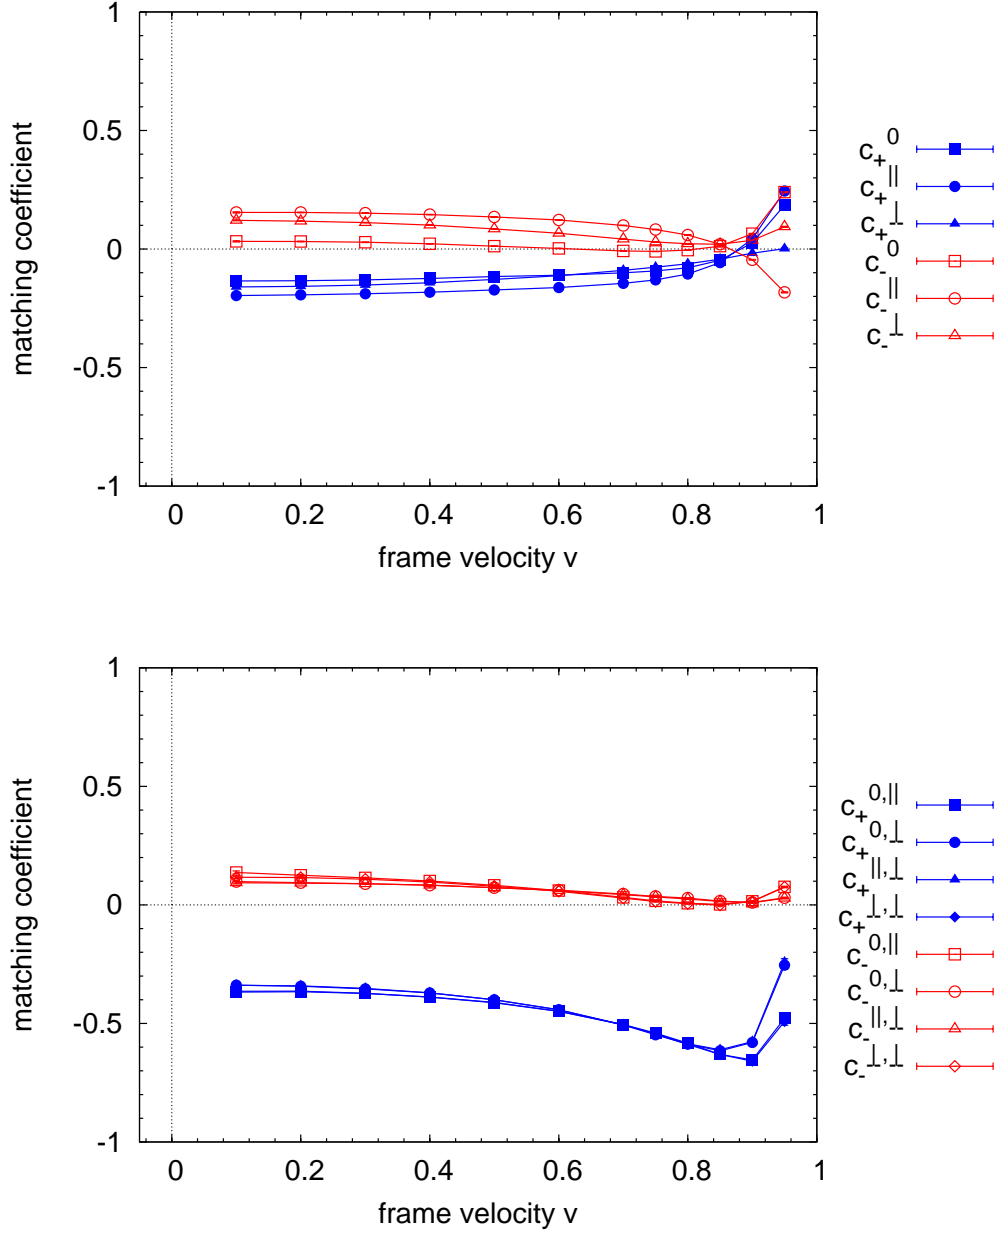 1
0.5
0
-0.5
-1
matching coefficient
0
0.2
0.4
0.6
0.8
1
frame velocity v
c+^0
c+^||
c+^⊥
c-^0
c-^||
c-^⊥
1
0.5
0
-0.5
-1
matching coefficient
0
0.2
0.4
0.6
0.8
1
frame velocity v
c+^0,||
c+^0,⊥
c+^||,⊥
c+^⊥,⊥
c-^0,||
c-^0,⊥
c-^||,⊥
c-^⊥,⊥